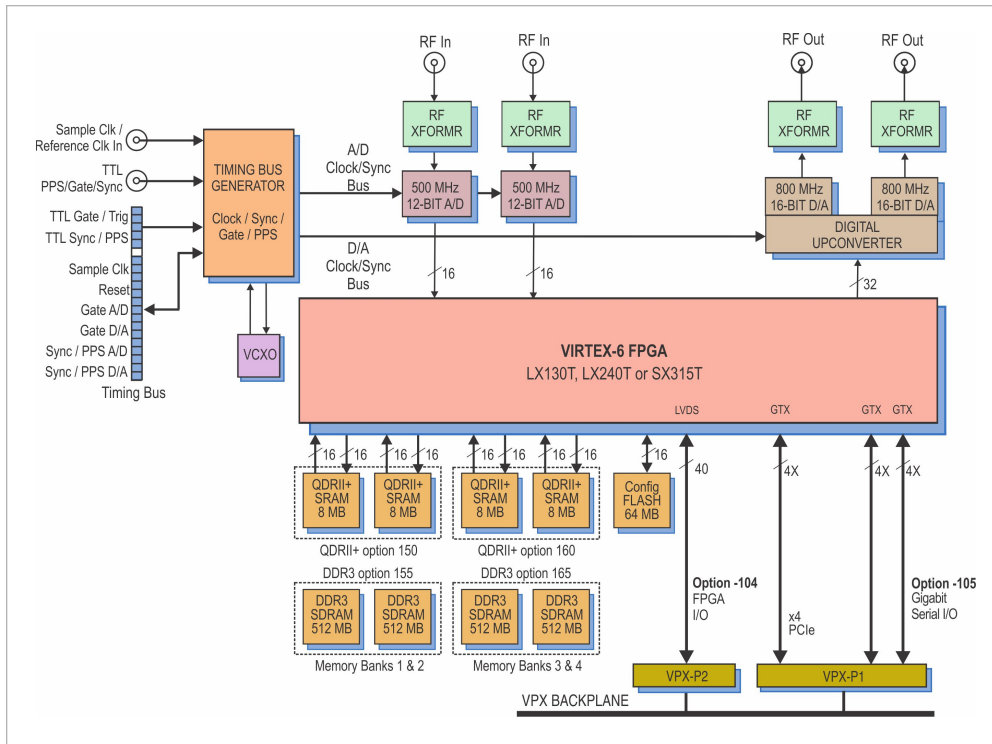 RF In
RF In
RF Out
RF Out
Sample Clk /
Reference Clk In
TTL
PPS/Gate/Sync
TTL Gate / Trig
TTL Sync / PPS
Sample Clk
Reset
Gate A/D
Gate D/A
Sync / PPS A/D
Sync / PPS D/A
Timing Bus
TIMING BUS
GENERATOR
Clock / Sync /
Gate / PPS
VCXO
A/D
Clock/Sync
Bus
D/A
Clock/Sync
Bus
RF
XFORMR
RF
XFORMR
500 MHz
12-BIT A/D
500 MHz
12-BIT A/D
16
16
RF
XFORMR
RF
XFORMR
800 MHz
16-BIT D/A
800 MHz
16-BIT D/A
DIGITAL
UPCONVERTER
32
VIRTEX-6 FPGA
LX130T, LX240T or SX315T
LVDS
GTX
GTX
GTX
16
16
16
16
16
16
16
16
16
40
4X
4X
4X
QDRII+
SRAM
8 MB
QDRII+
SRAM
8 MB
QDRII+
SRAM
8 MB
QDRII+
SRAM
8 MB
Config
FLASH
64 MB
QDRII+ option 150
QDRII+ option 160
DDR3 option 155
DDR3 option 165
DDR3
SDRAM
512 MB
DDR3
SDRAM
512 MB
DDR3
SDRAM
512 MB
DDR3
SDRAM
512 MB
Memory Banks 1 & 2
Memory Banks 3 & 4
Option -104
FPGA
I/O
x4
PCIe
Option -105
Gigabit
Serial I/O
VPX-P2
VPX-P1
VPX BACKPLANE